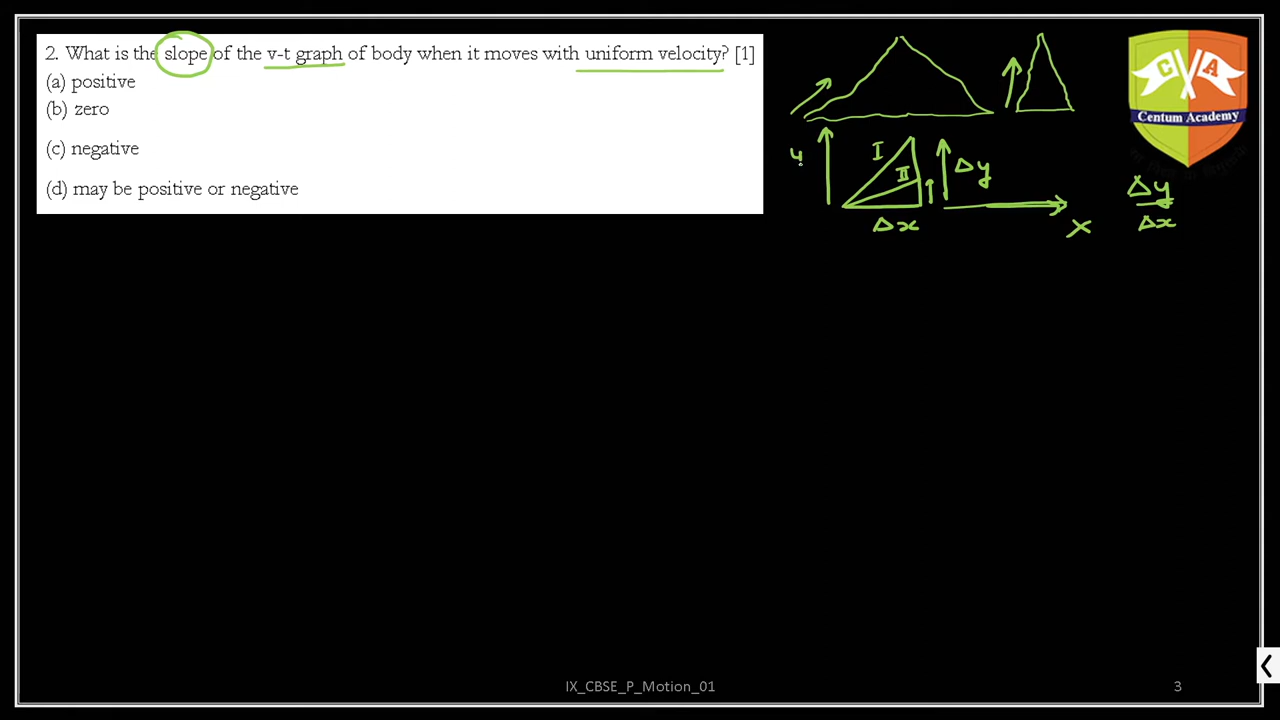 2. What is the slope of the v-t graph of body when it moves with uniform velocity? [1]
(a) positive
(b) zero
(c) negative
(d) may be positive or negative
I
II
Δy
Δx
X
Δy
Δx
C A
Centum Academy
IX_CBSE_P_Motion_01
3